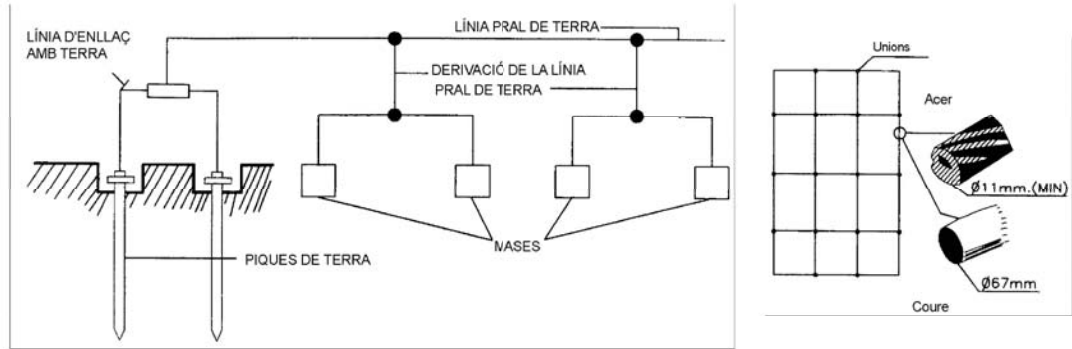 LÍNIA PRAL DE TERRA
LÍNIA D'ENLLAÇ
AMB TERRA
DERIVACIÓ DE LA LÍNIA
PRAL DE TERRA
MASES
PIQUES DE TERRA
Unions
Acer
Ø11mm.(MIN)
Ø67mm
Coure